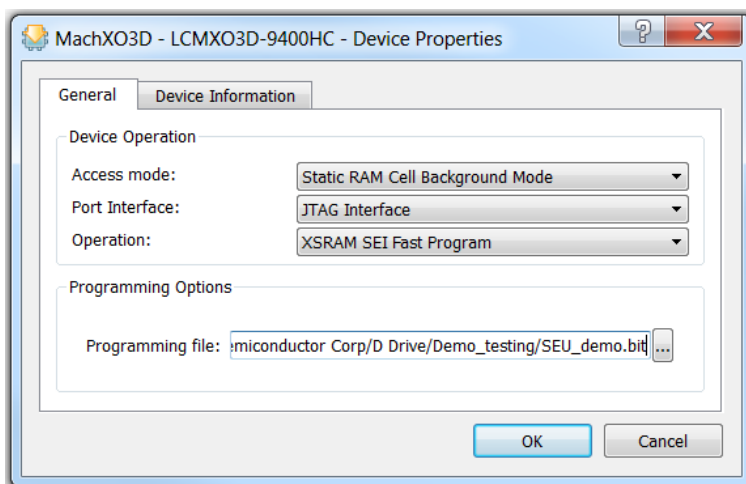 MachXO3D - LCMXO3D-9400HC - Device Properties
General Device Information
Device Operation
Access mode: Static RAM Cell Background Mode
Port Interface: JTAG Interface
Operation: XSRAM SEI Fast Program
Programming Options
Programming file: emiconductor Corp/D Drive/Demo_testing/SEU_demo.bit ...
OK Cancel